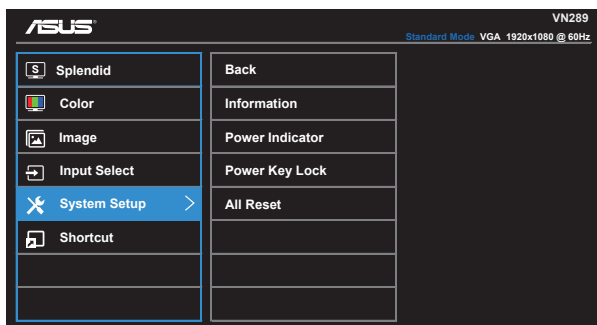 ASUS
VN289
Standard Mode VGA 1920x1080 @ 60Hz
S Splendid
Color
Image
Input Select
System Setup
Shortcut
Back
Information
Power Indicator
Power Key Lock
All Reset